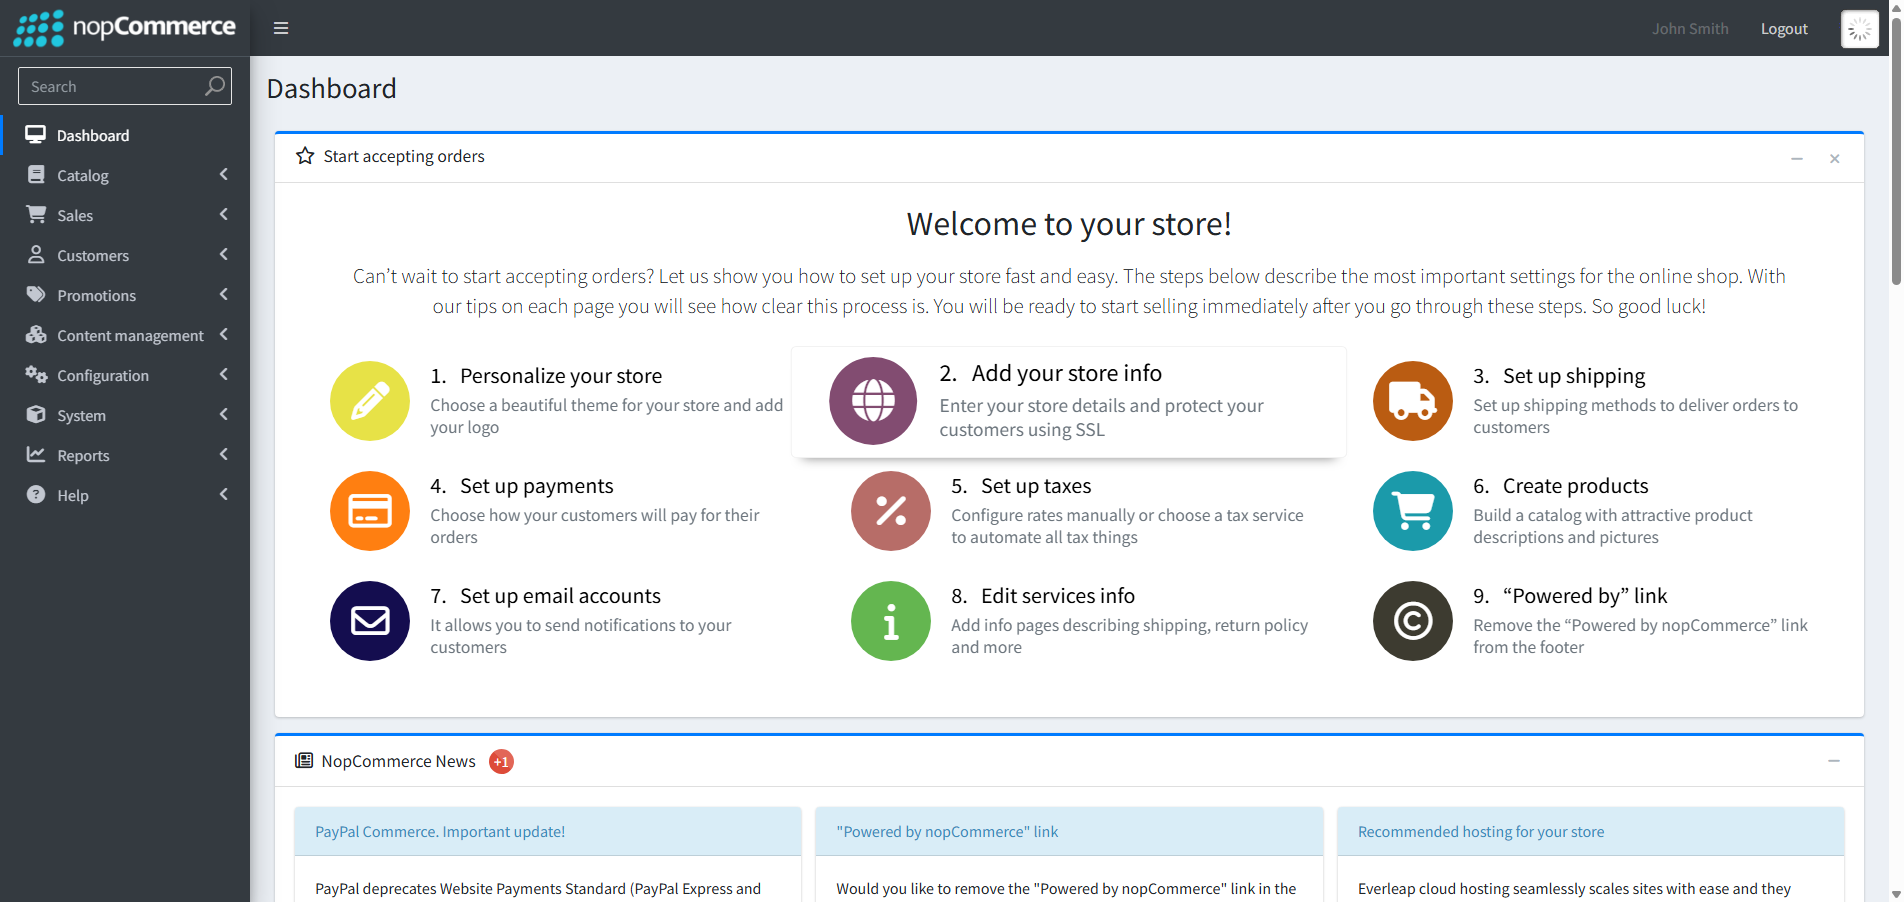 nopCommerce
John Smith
Logout
Search
Dashboard
Catalog
Sales
Customers
Promotions
Content management
Configuration
System
Reports
Help
Dashboard
Start accepting orders
Welcome to your store!
Can’t wait to start accepting orders? Let us show you how to set up your store fast and easy. The steps below describe the most important settings for the online shop. With
our tips on each page you will see how clear this process is. You will be ready to start selling immediately after you go through these steps. So good luck!
1. Personalize your store
Choose a beautiful theme for your store and add
your logo
2. Add your store info
Enter your store details and protect your
customers using SSL
3. Set up shipping
Set up shipping methods to deliver orders to
customers
4. Set up payments
Choose how your customers will pay for their
orders
5. Set up taxes
Configure rates manually or choose a tax service
to automate all tax things
6. Create products
Build a catalog with attractive product
descriptions and pictures
7. Set up email accounts
It allows you to send notifications to your
customers
8. Edit services info
Add info pages describing shipping, return policy
and more
9. “Powered by” link
Remove the “Powered by nopCommerce” link
from the footer
NopCommerce News +1
PayPal Commerce. Important update!
PayPal deprecates Website Payments Standard (PayPal Express and
"Powered by nopCommerce" link
Would you like to remove the "Powered by nopCommerce" link in the
Recommended hosting for your store
Everleap cloud hosting seamlessly scales sites with ease and they